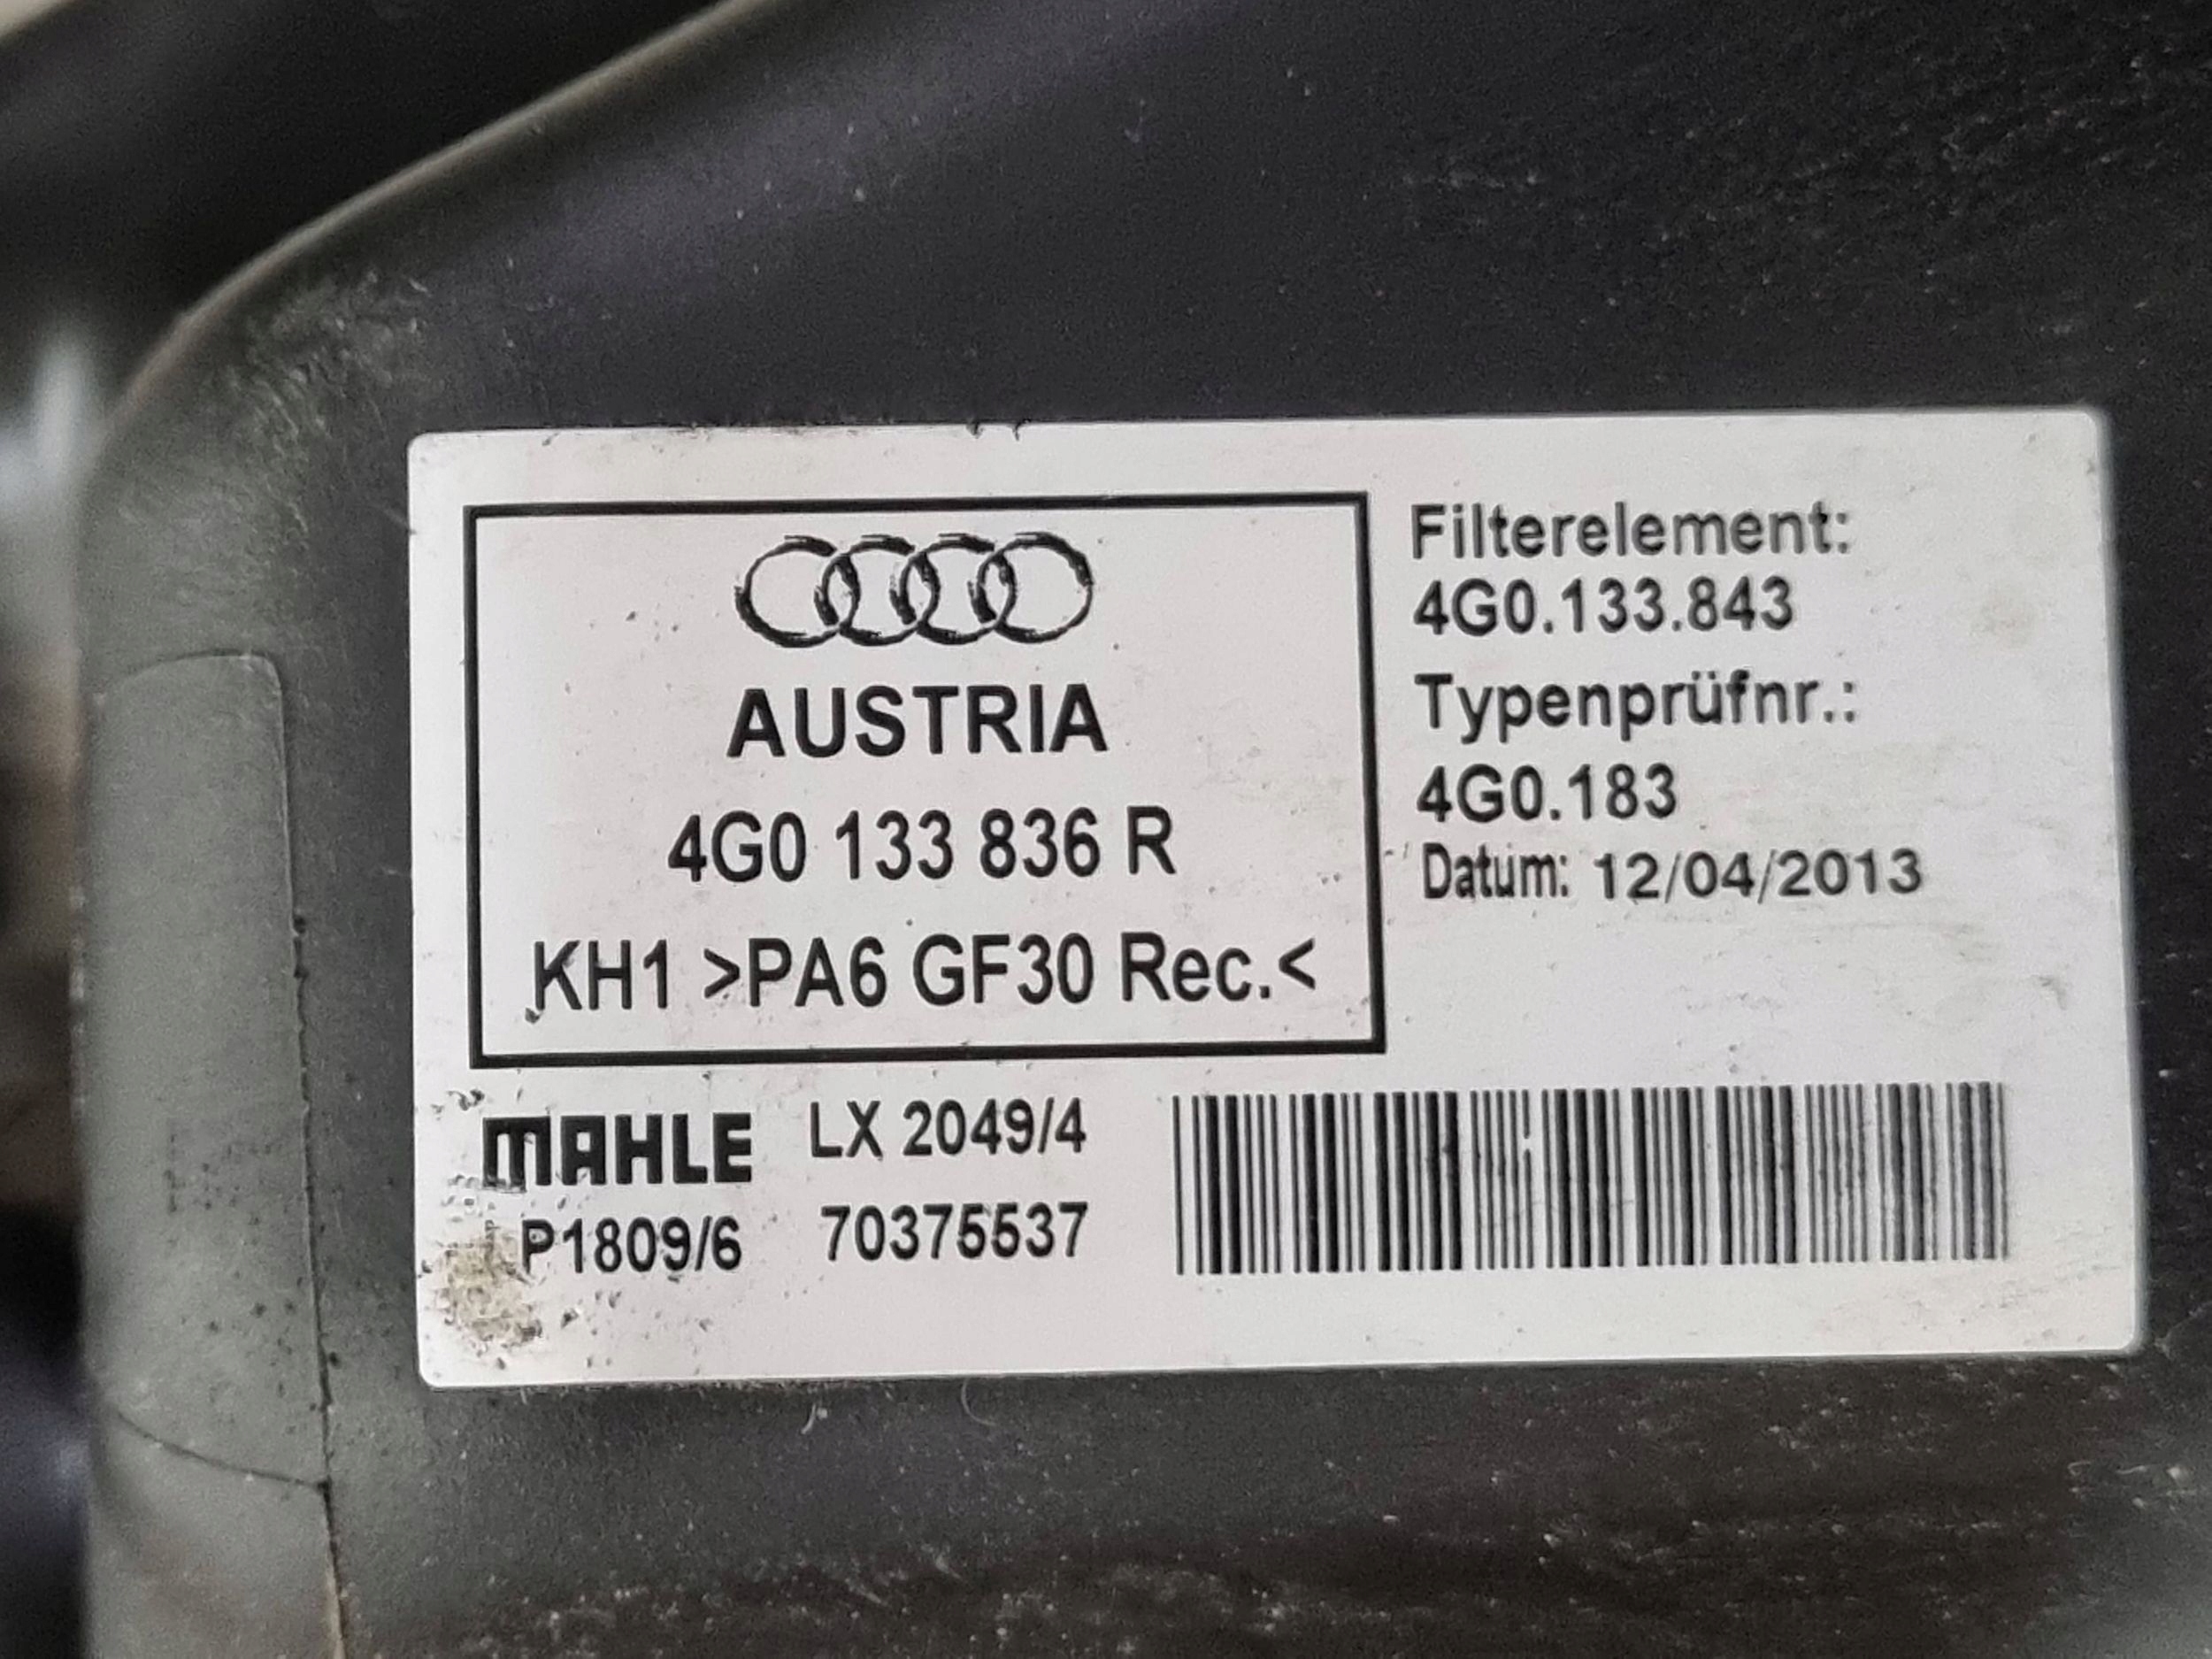 AUSTRIA
4G0 133 836 R
KH1 >PA6 GF30 Rec.<
Filterelement:
4G0.133.843
Typenprüfnr.:
4G0.183
Datum: 12/04/2013
MAHLE LX 2049/4
P1809/6 70375537